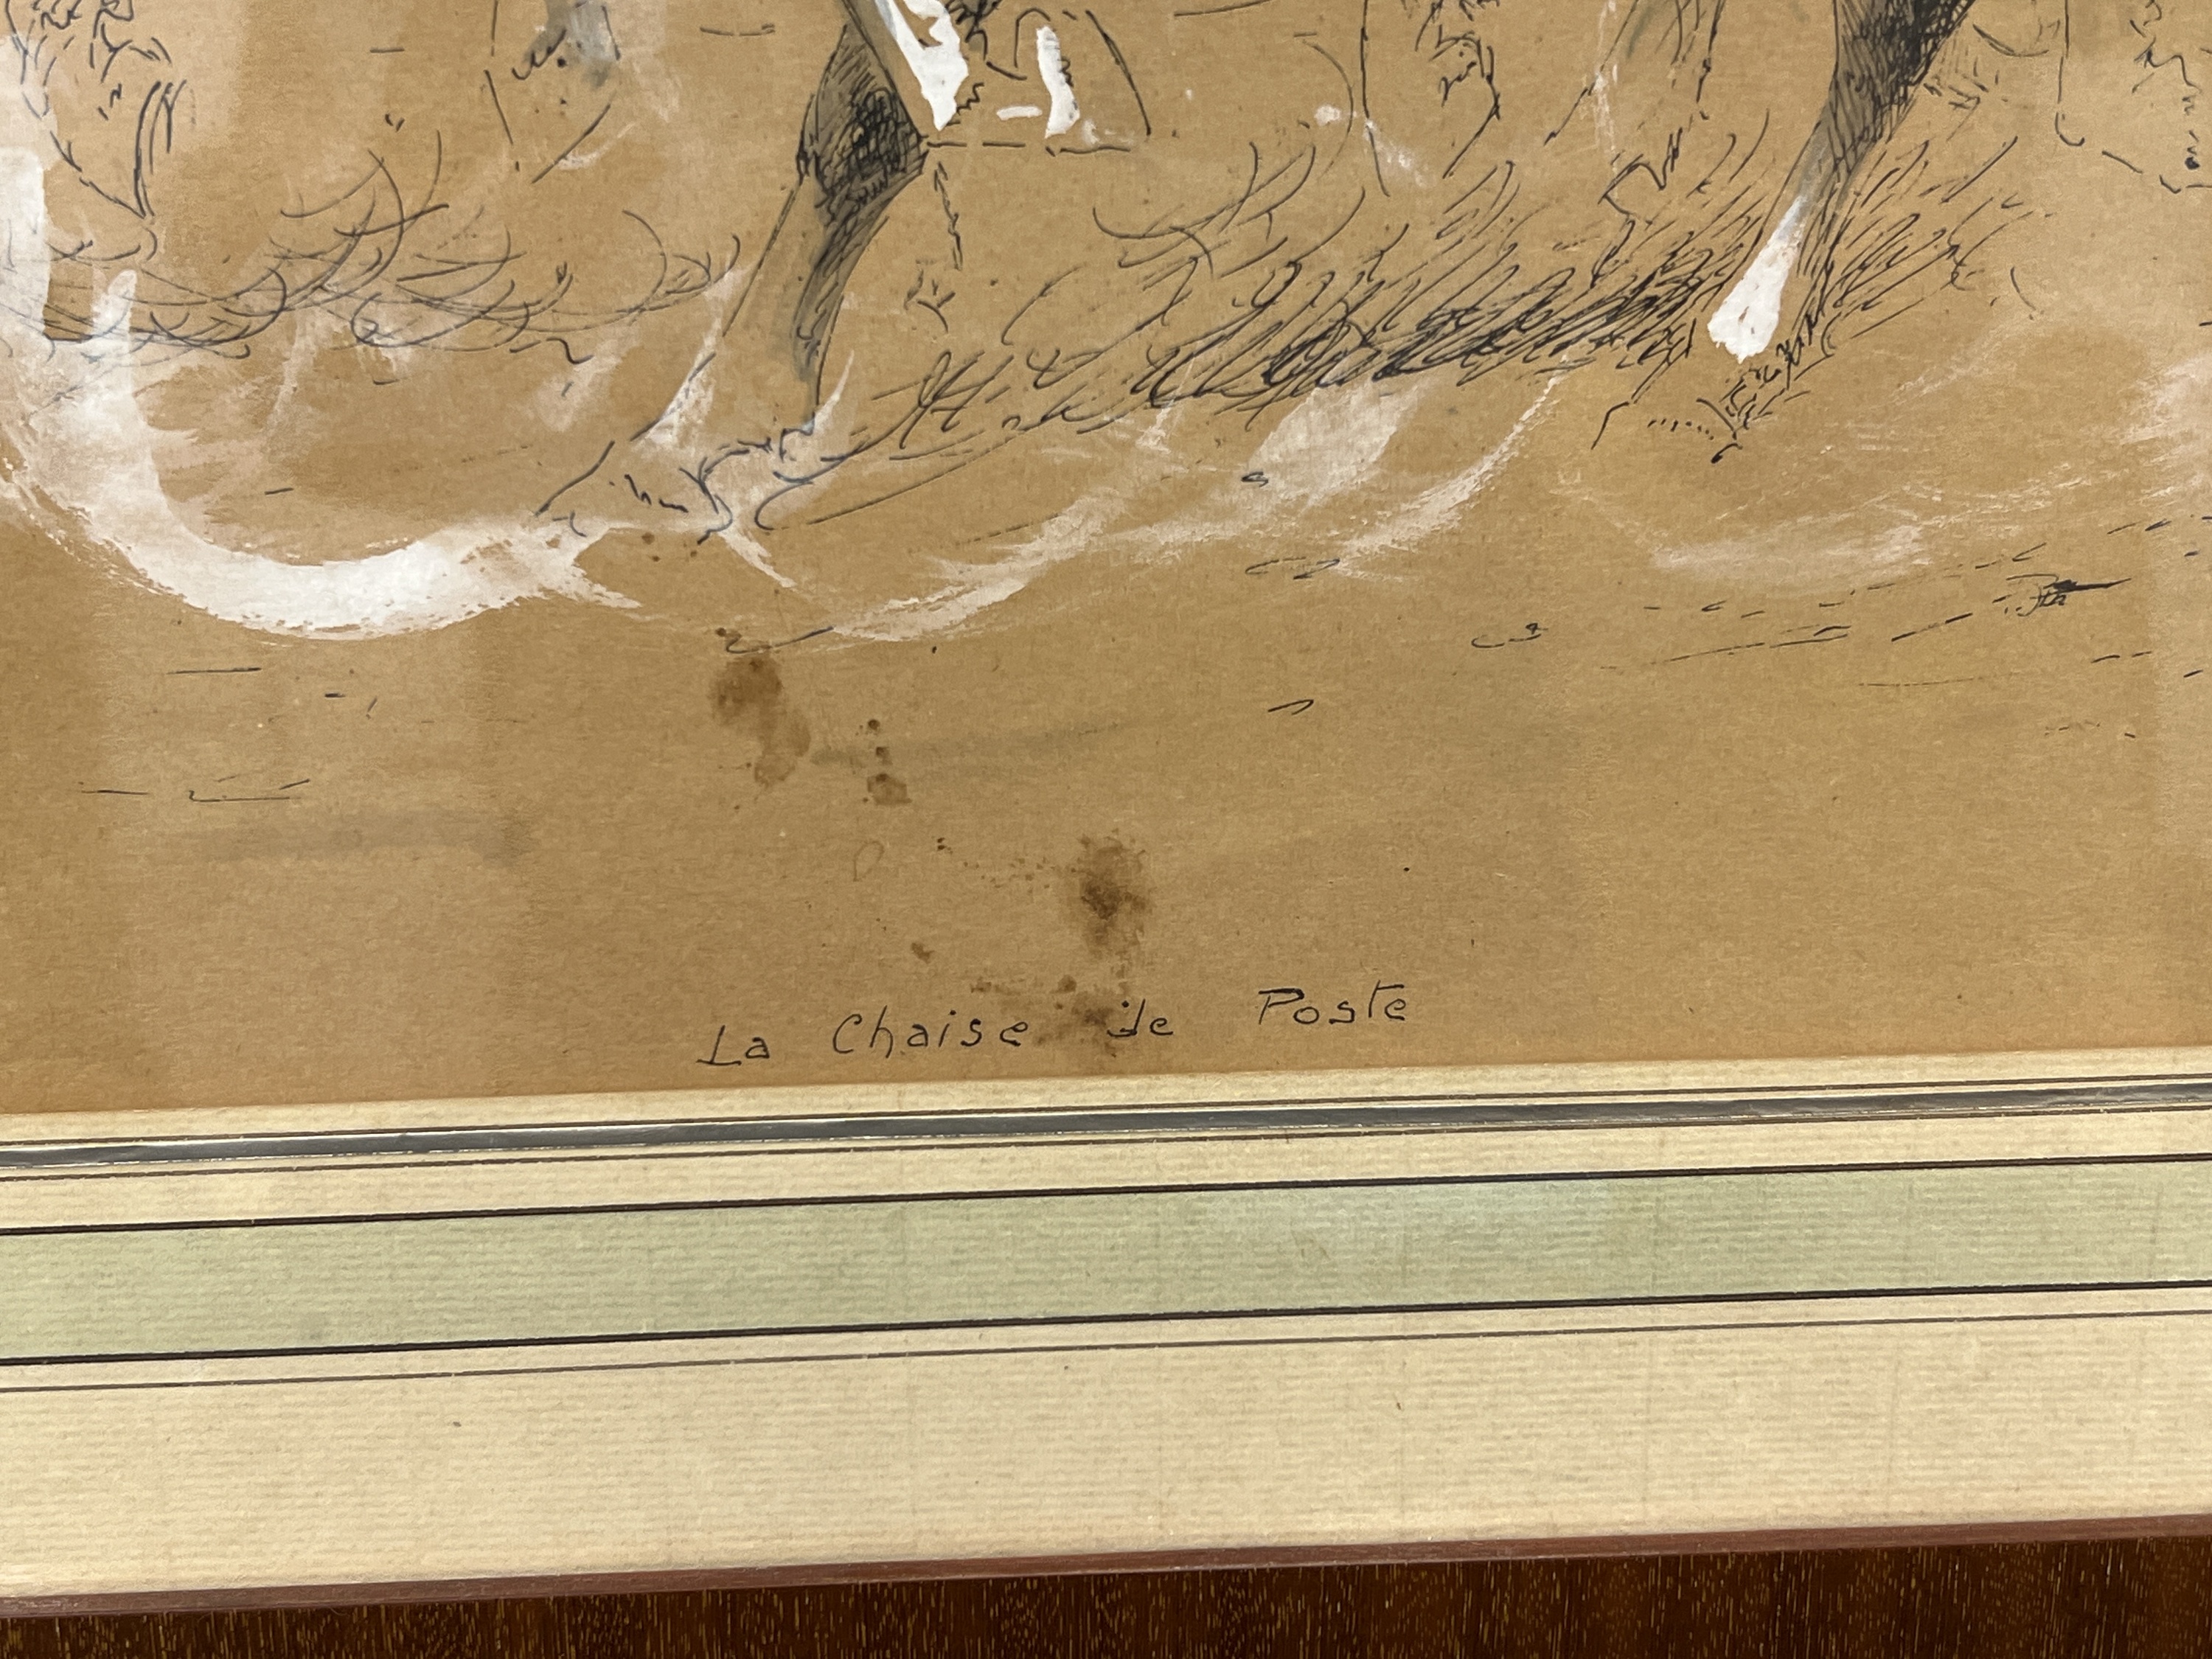 La Chaise de Poste